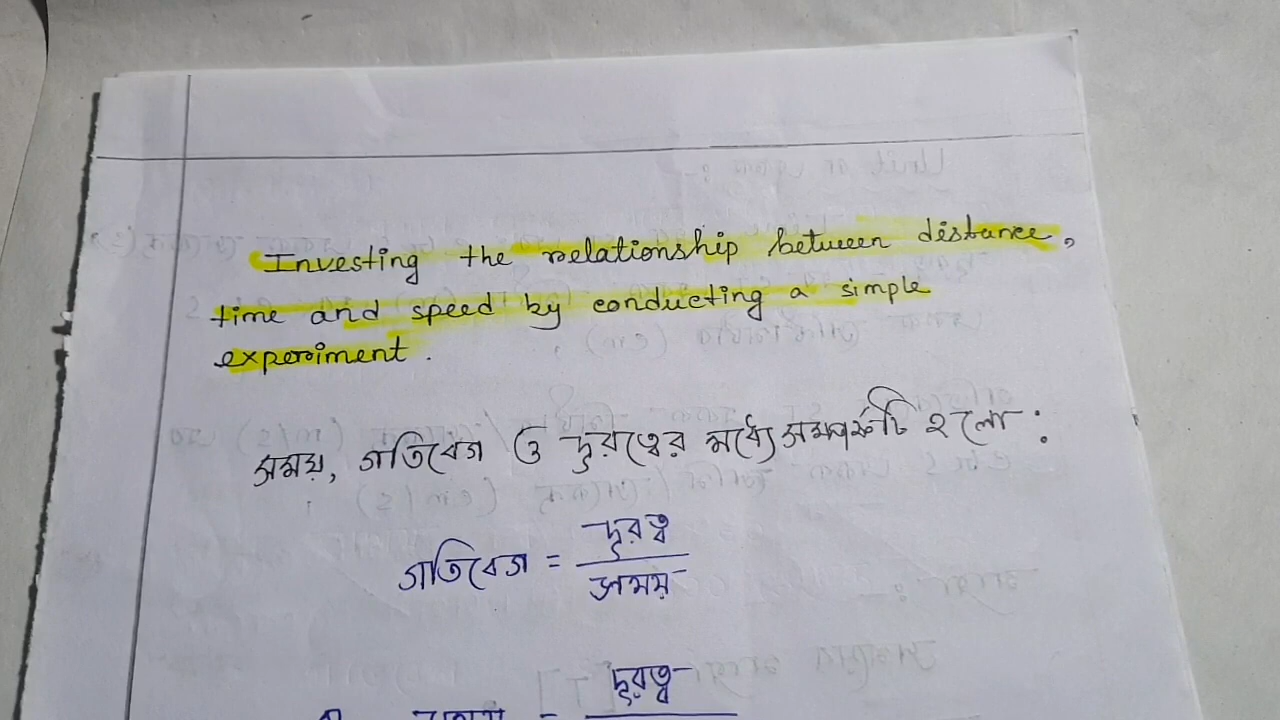 Investing the relationship between distance,
time and speed by conducting a simple
experiment.
সময়, গতিবেগ ও দুরত্বের মধ্যে সম্পর্কটি হলো :
গতিবেগ = দূরত্ব
সময়
দূরত্ব